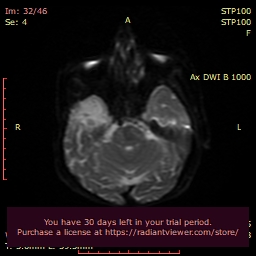 Im: 32/46
STP100
Se: 4
STP100
F
A
Ax DWI B 1000
R
L
You have 30 days left in your trial period.
Purchase a license at https://radiantviewer.com/store/